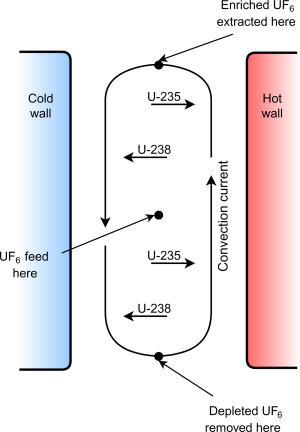 Enriched UF₆
extracted here
Cold
wall
Hot
wall
U-235
U-238
Convection current
UF₆ feed
here
U-235
U-238
Depleted UF₆
removed here